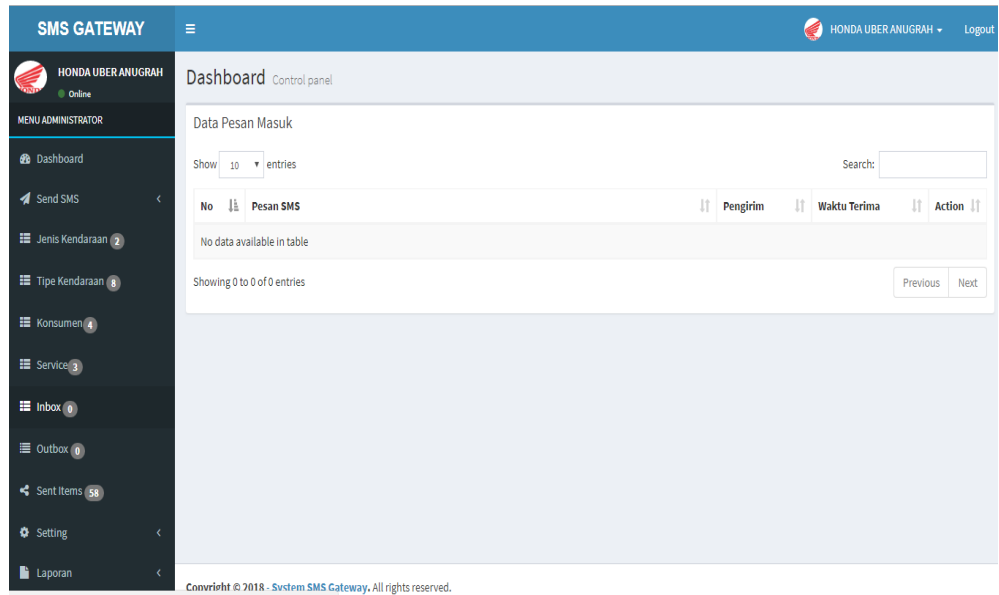 SMS GATEWAY
HONDA UBER ANUGRAH
Logout
HONDA UBER ANUGRAH
Online
MENU ADMINISTRATOR
Dashboard
Send SMS
Jenis Kendaraan 2
Tipe Kendaraan 8
Konsumen 4
Service 3
Inbox 0
Outbox 0
Sent Items 58
Setting
Laporan
Dashboard Control panel
Data Pesan Masuk
Show 10 entries
Search:
No Pesan SMS Pengirim Waktu Terima Action
No data available in table
Showing 0 to 0 of 0 entries
Previous Next
Copyright © 2018 - System SMS Gateway. All rights reserved.